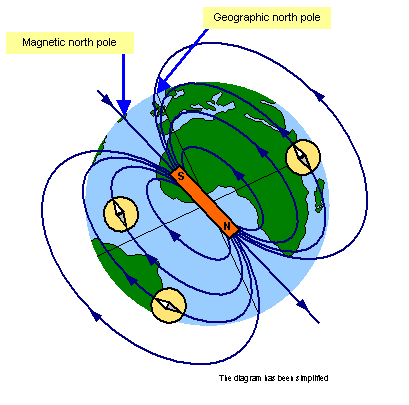 Geographic north pole
Magnetic north pole
S
N
The diagram has been simplified